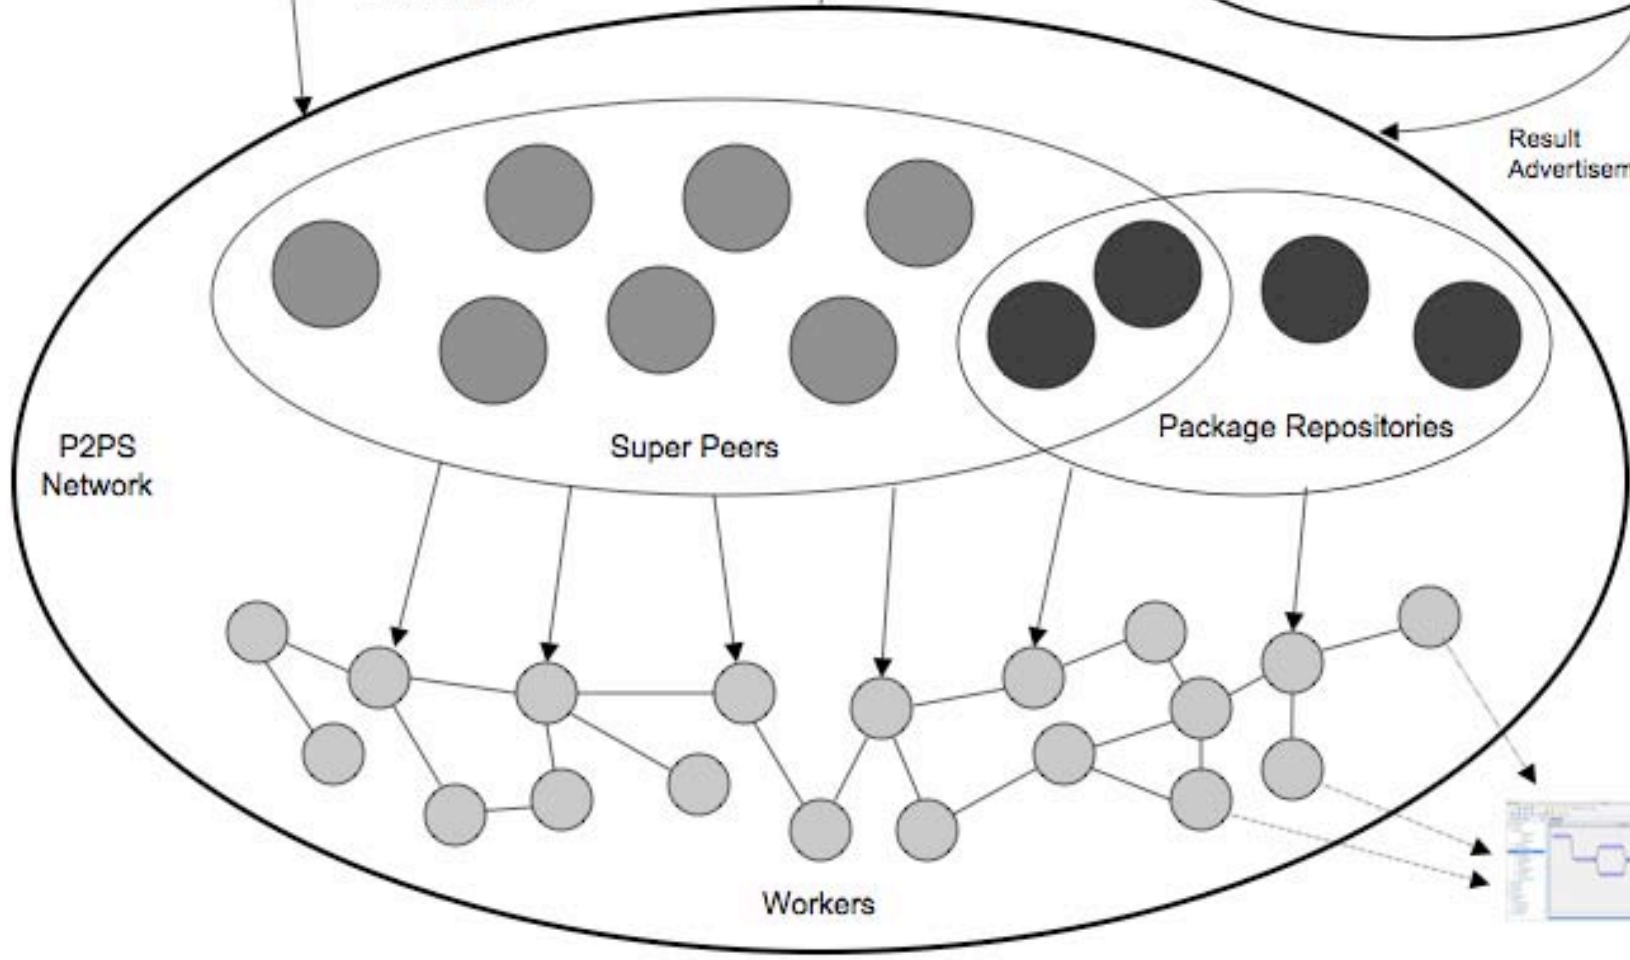 Result
Package Repositories
P2PS
Network
Super Peers
Workers